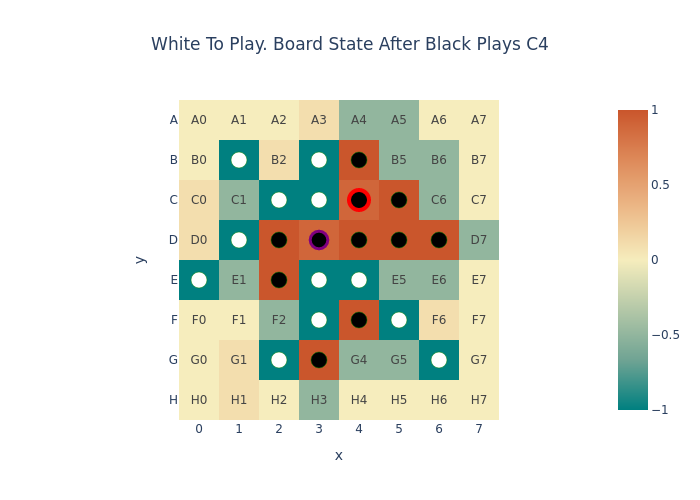 White To Play. Board State After Black Plays C4
A A0 A1 A2 A3 A4 A5 A6 A7
B B0 B2 B5 B6 B7
C C0 C1 C6 C7
D D0 D7
E E1 E5 E6 E7
F F0 F1 F2 F6 F7
G G0 G1 G4 G5 G7
H H0 H1 H2 H3 H4 H5 H6 H7
0 1 2 3 4 5 6 7
x
y
1
0.5
0
−0.5
−1